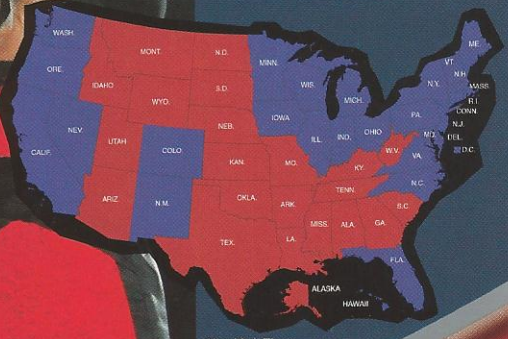 WASH.
ORE.
CALIF.
NEV.
IDAHO
MONT.
WYD.
UTAH
ARIZ.
COLO
N.M.
N.D.
S.D.
NEB.
KAN.
OKLA.
TEX.
MINN.
IOWA
MO.
ARK.
LA.
WIS.
ILL.
MICH.
IND.
OHIO
KY.
TENN.
MISS.
ALA.
GA.
FLA.
S.C.
N.C.
VA.
W.V.
PA.
N.Y.
VT
N.H
ME.
MASS.
R.I.
CONN.
N.J.
DEL.
MD.
D.C.
ALASKA
HAWAII